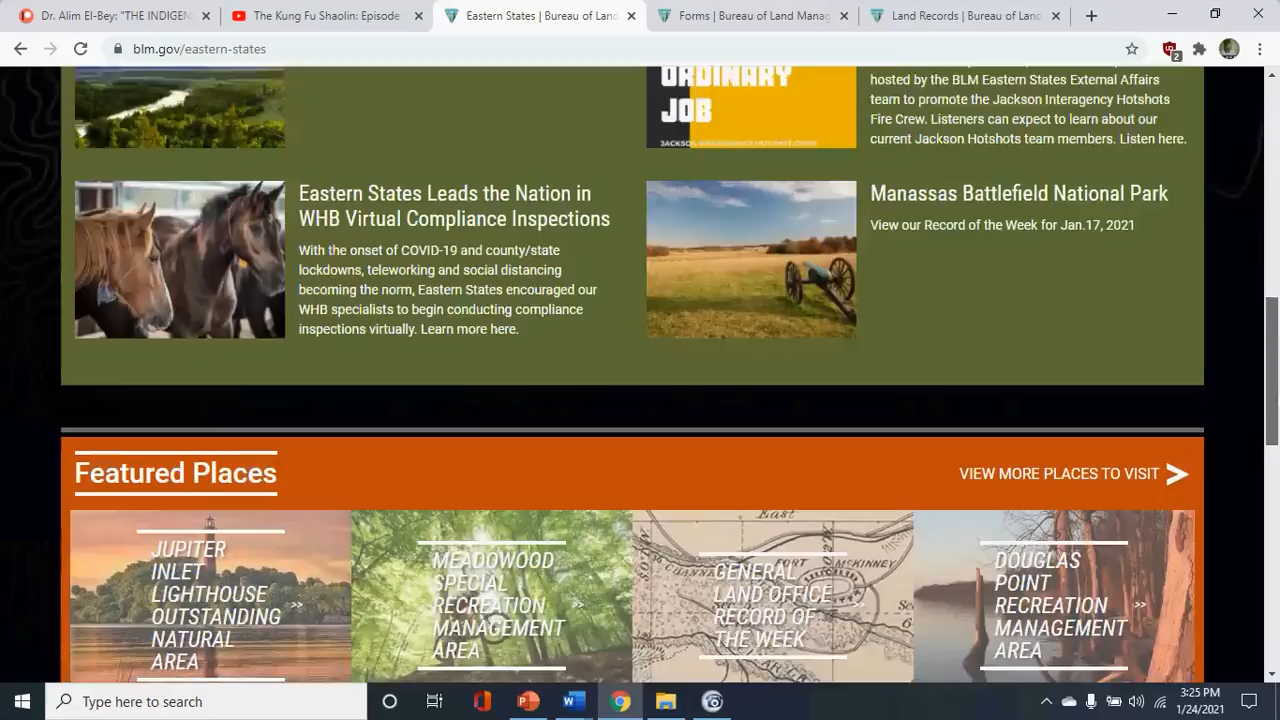 Dr. Alim El-Bey: "THE INDIGEN
The Kung Fu Shaolin: Episode
Eastern States | Bureau of Land
Forms | Bureau of Land Manag
Land Records | Bureau of Land
blm.gov/eastern-states
2
ORDINARY
JOB
hosted by the BLM Eastern States External Affairs
team to promote the Jackson Interagency Hotshots
Fire Crew. Listeners can expect to learn about our
current Jackson Hotshots team members. Listen here.
Eastern States Leads the Nation in
WHB Virtual Compliance Inspections
With the onset of COVID-19 and county/state
lockdowns, teleworking and social distancing
becoming the norm, Eastern States encouraged our
WHB specialists to begin conducting compliance
inspections virtually. Learn more here.
Manassas Battlefield National Park
View our Record of the Week for Jan.17, 2021
Featured Places
VIEW MORE PLACES TO VISIT
JUPITER
INLET
LIGHTHOUSE
OUTSTANDING
NATURAL
AREA
>>
MEADOWOOD
SPECIAL
RECREATION
MANAGEMENT
AREA
>>
East
MCKINNEY
GENERAL
LAND OFFICE
RECORD OF
THE WEEK
>>
DOUGLAS
POINT
RECREATION
MANAGEMENT
AREA
>>
Type here to search
3:25 PM
1/24/2021